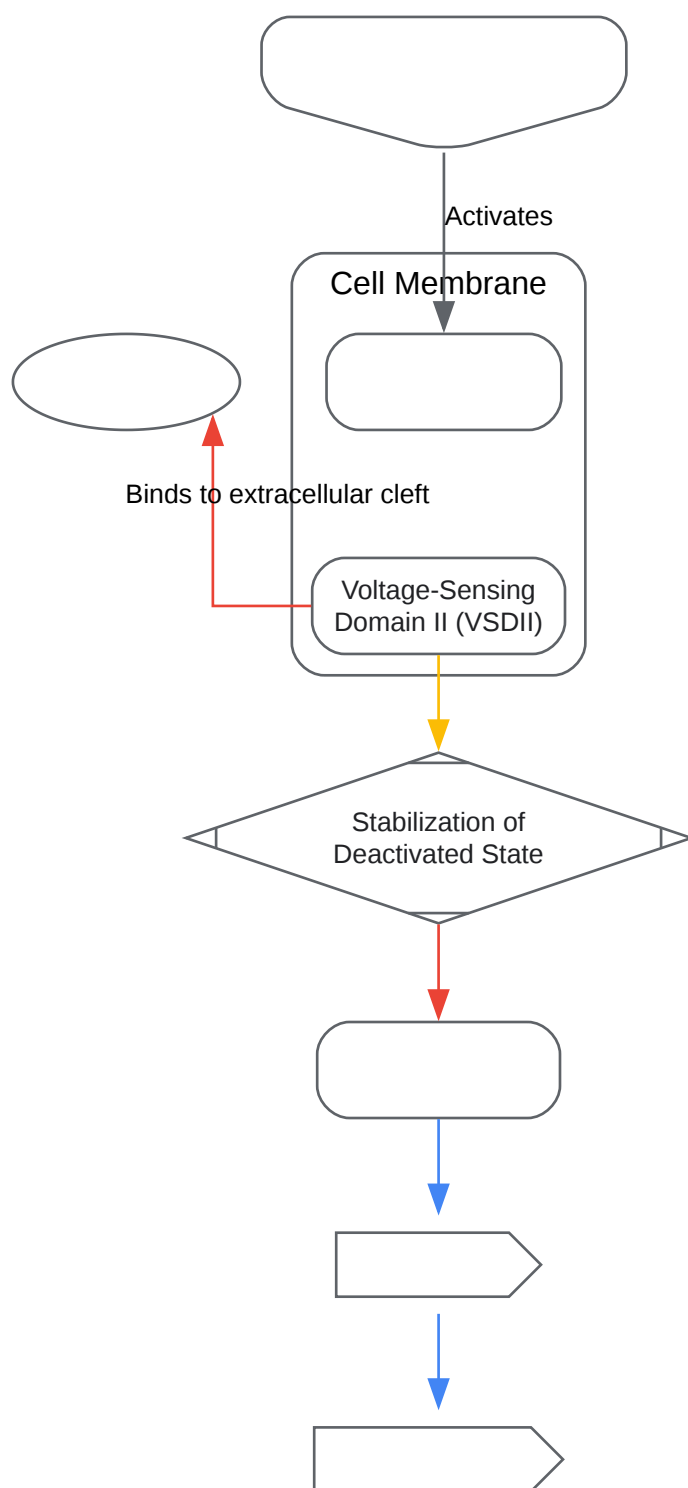 Activates
Cell Membrane
Binds to extracellular cleft
Voltage-Sensing
Domain II (VSDII)
Stabilization of
Deactivated State